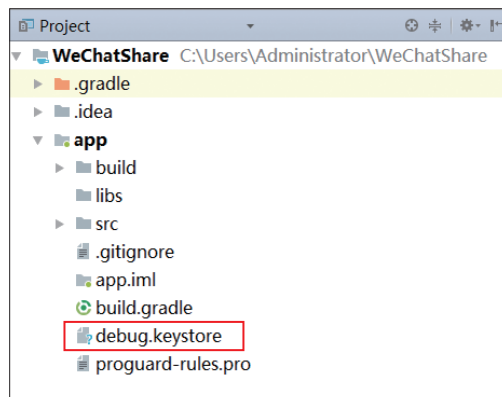 Project
WeChatShare C:\Users\Administrator\WeChatShare
.gradle
.idea
app
build
libs
src
.gitignore
app.iml
build.gradle
debug.keystore
proguard-rules.pro